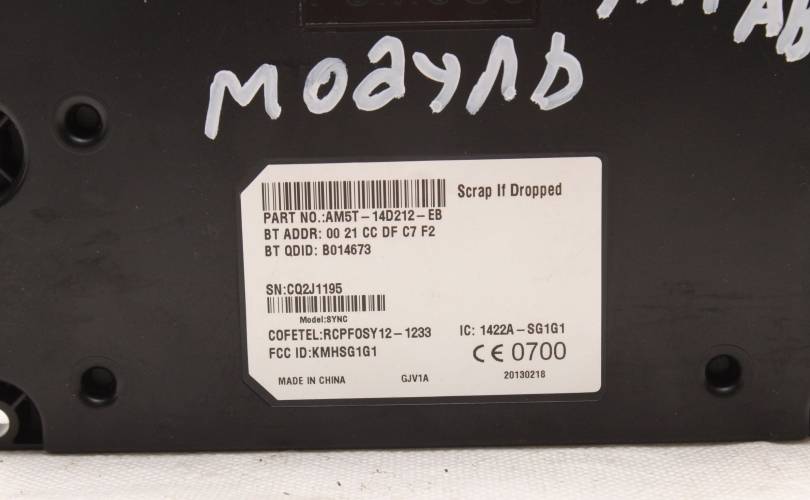 модуль
Scrap If Dropped
PART NO.:AM5T-14D212-EB
BT ADDR: 00 21 CC DF C7 F2
BT QDID: B014673
SN:CQ2J1195
Model:SYNC
COFETEL:RCPFOSY12-1233 IC: 1422A-SG1G1
FCC ID:KMHSG1G1 CE 0700
MADE IN CHINA GJV1A 20130218